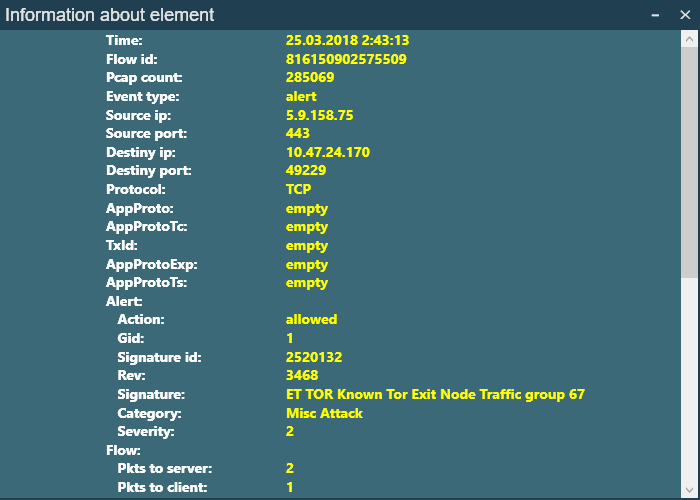 Information about element
Time: 25.03.2018 2:43:13
Flow id: 816150902575509
Pcap count: 285069
Event type: alert
Source ip: 5.9.158.75
Source port: 443
Destiny ip: 10.47.24.170
Destiny port: 49229
Protocol: TCP
AppProto: empty
AppProtoTc: empty
TxId: empty
AppProtoExp: empty
AppProtoTs: empty
Alert:
Action: allowed
Gid: 1
Signature id: 2520132
Rev: 3468
Signature: ET TOR Known Tor Exit Node Traffic group 67
Category: Misc Attack
Severity: 2
Flow:
Pkts to server: 2
Pkts to client: 1